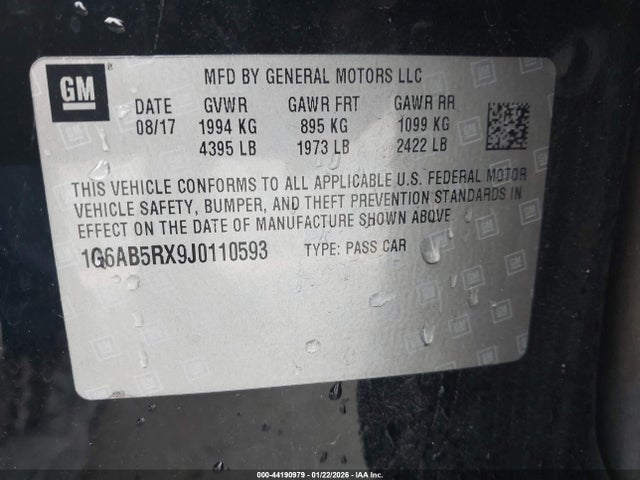 GM
MFD BY GENERAL MOTORS LLC
DATE GVWR GAWR FRT GAWR RR
08/17 1994 KG 895 KG 1099 KG
4395 LB 1973 LB 2422 LB
THIS VEHICLE CONFORMS TO ALL APPLICABLE U.S. FEDERAL MOTOR
VEHICLE SAFETY, BUMPER, AND THEFT PREVENTION STANDARDS IN
EFFECT ON THE DATE OF MANUFACTURE SHOWN ABOVE.
1G6AB5RX9J0110593 TYPE: PASS CAR
000-44190979 - 01/22/2026 - IAA Inc.